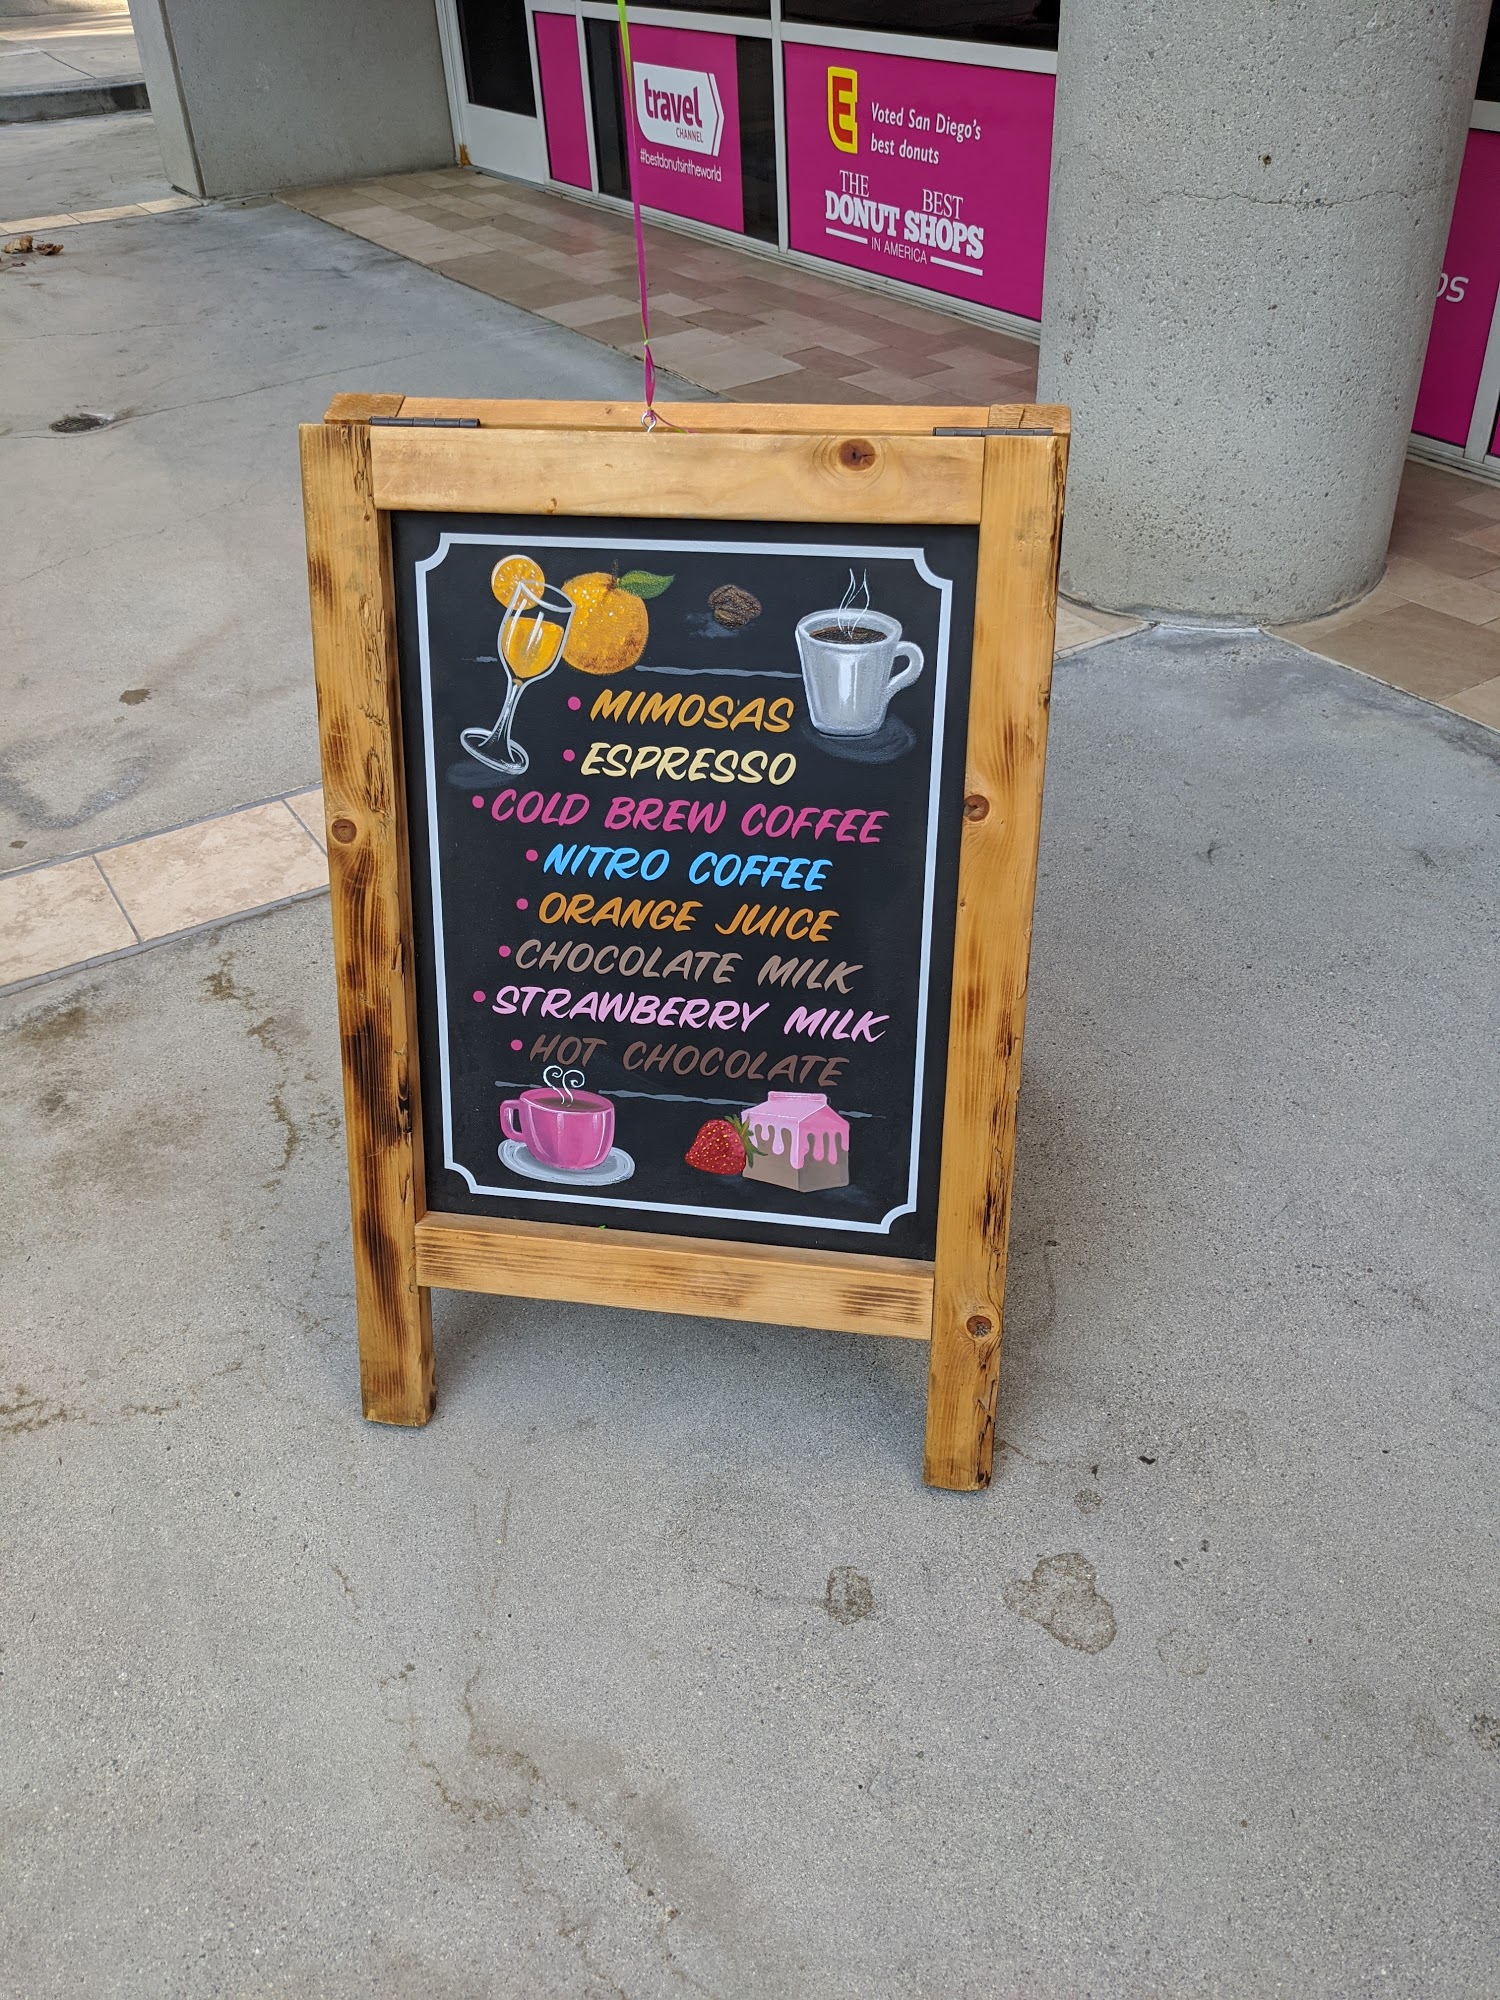 travel
CHANNEL
#bestdonutsintheworld
E
Voted San Diego's
best donuts
THE BEST
DONUT SHOPS
IN AMERICA
• MIMOSAS
• ESPRESSO
• COLD BREW COFFEE
• NITRO COFFEE
• ORANGE JUICE
• CHOCOLATE MILK
• STRAWBERRY MILK
• HOT CHOCOLATE